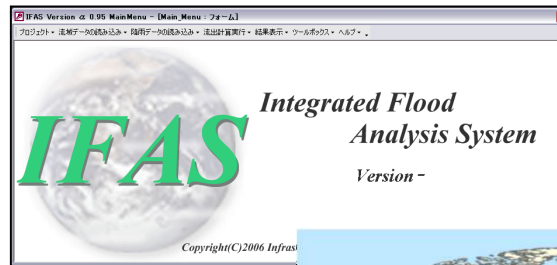 IFAS Version α 0.95 MainMenu - [Main_Menu : フォーム]
プロジェクト▾ 流域データの読み込み▾ 降雨データの読み込み▾ 流出計算実行▾ 結果表示▾ ツールボックス▾ ヘルプ▾
IFAS
Integrated Flood
Analysis System
Version -
Copyright(C)2006 Infras